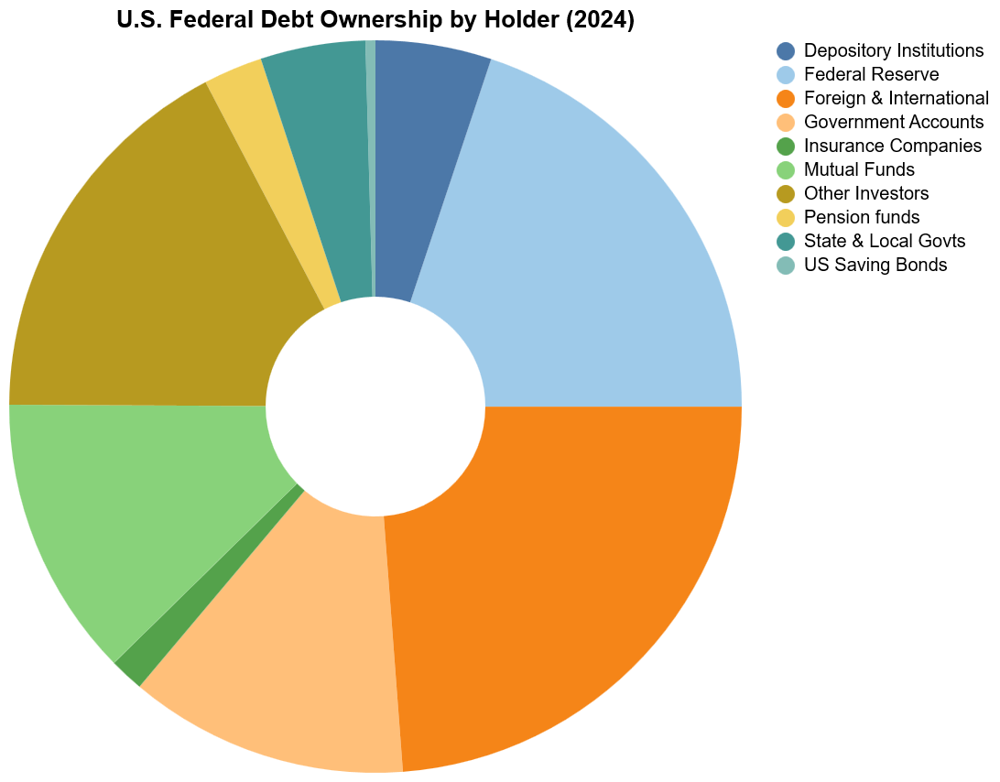 U.S. Federal Debt Ownership by Holder (2024)
Depository Institutions
Federal Reserve
Foreign & International
Government Accounts
Insurance Companies
Mutual Funds
Other Investors
Pension funds
State & Local Govts
US Saving Bonds